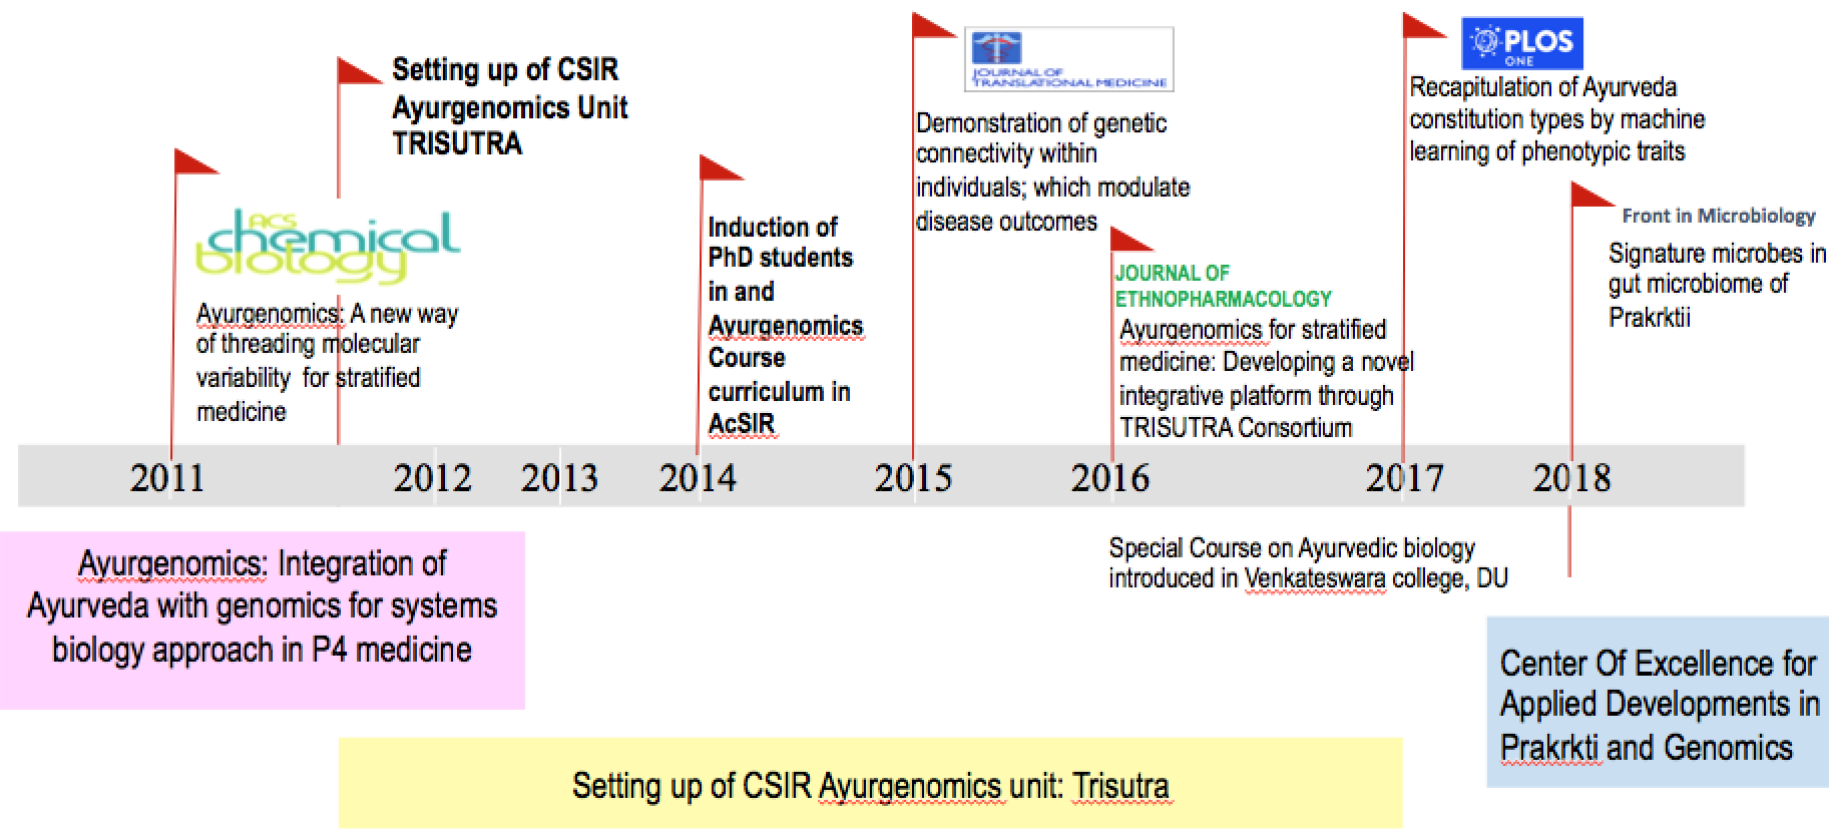 Setting up of CSIR
Ayurgenomics Unit
TRISUTRA
ACS
chemical
biology
Ayurgenomics: A new way
of threading molecular
variability for stratified
medicine
Induction of
PhD students
in and
Ayurgenomics
Course
curriculum in
AcSIR
JOURNAL OF
TRANSLATIONAL MEDICINE
Demonstration of genetic
connectivity within
individuals; which modulate
disease outcomes
JOURNAL OF
ETHNOPHARMACOLOGY
Ayurgenomics for stratified
medicine: Developing a novel
integrative platform through
TRISUTRA Consortium
PLOS
ONE
Recapitulation of Ayurveda
constitution types by machine
learning of phenotypic traits
Front in Microbiology
Signature microbes in
gut microbiome of
Prakrktii
2011 2012 2013 2014 2015 2016 2017 2018
Ayurgenomics: Integration of
Ayurveda with genomics for systems
biology approach in P4 medicine
Special Course on Ayurvedic biology
introduced in Venkateswara college, DU
Center Of Excellence for
Applied Developments in
Prakrkti and Genomics
Setting up of CSIR Ayurgenomics unit: Trisutra